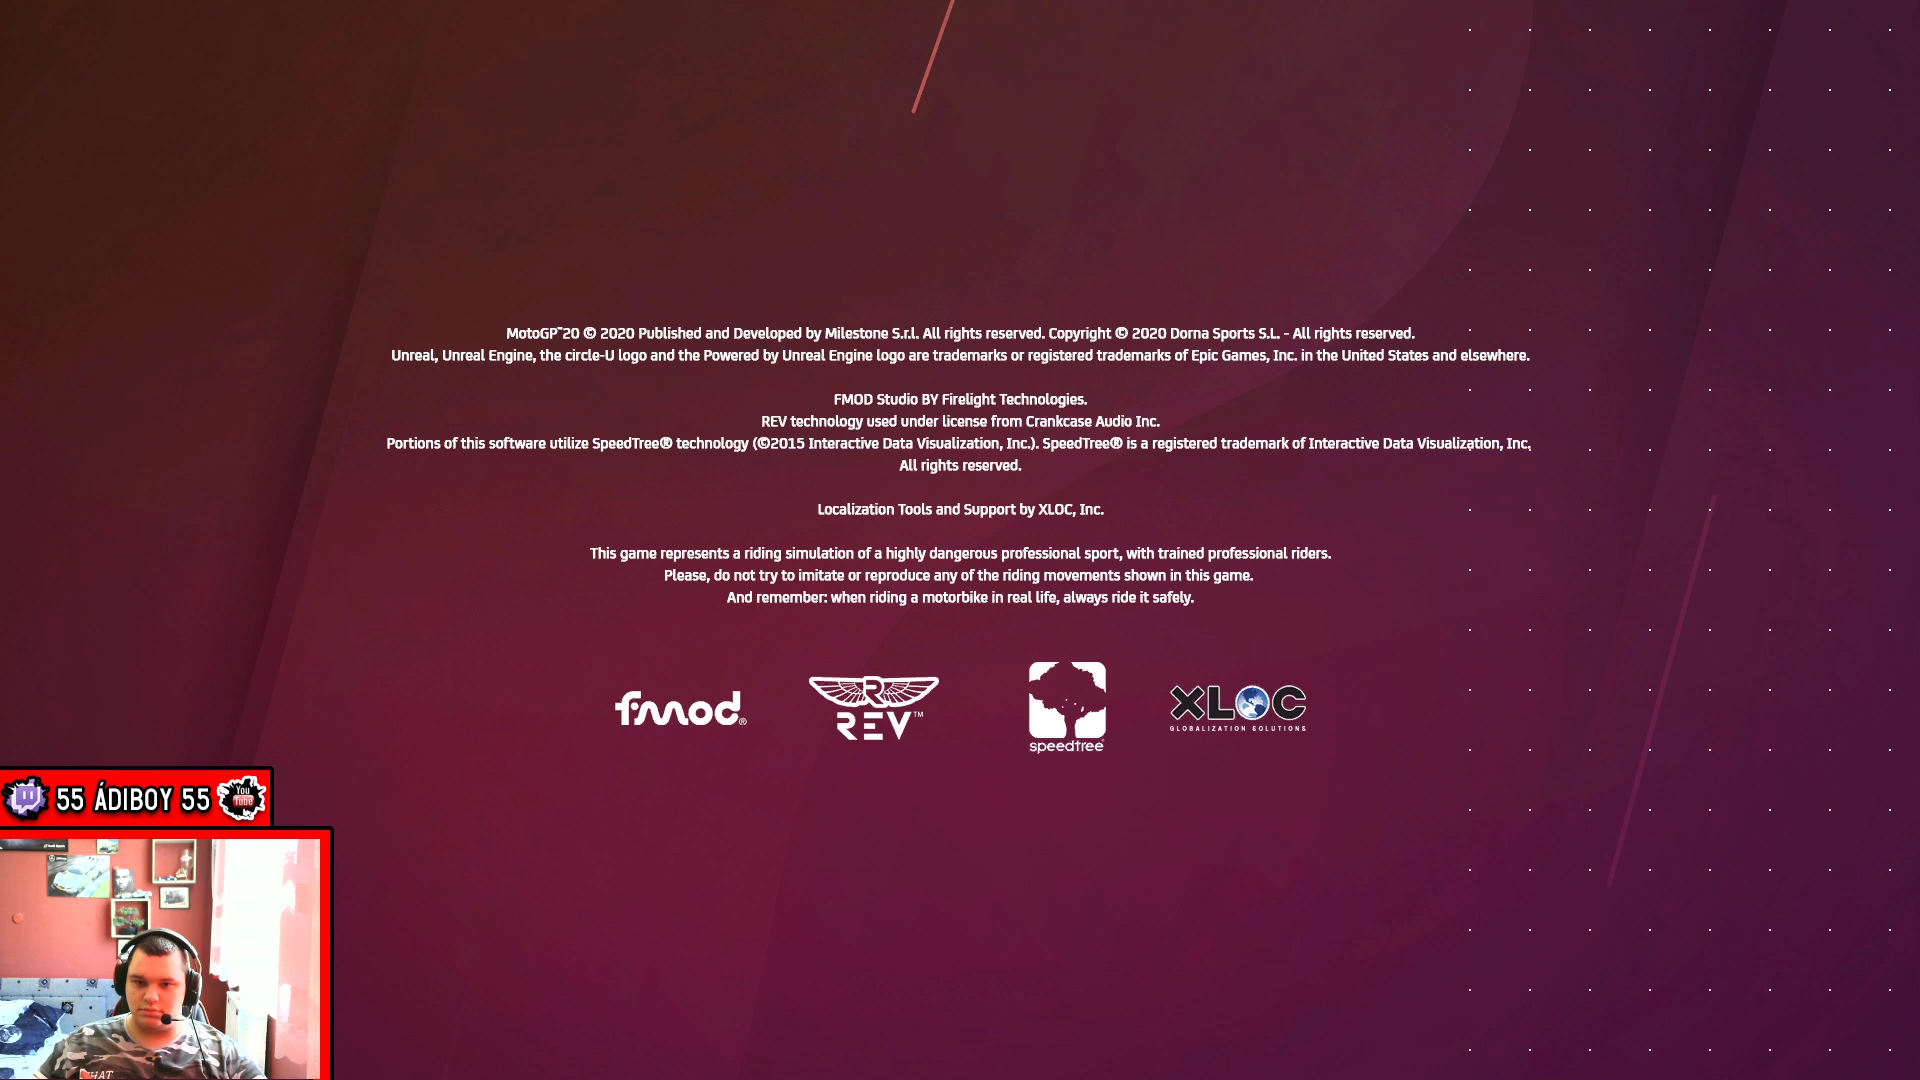 MotoGP™20 © 2020 Published and Developed by Milestone S.r.l. All rights reserved. Copyright © 2020 Dorna Sports S.L. - All rights reserved.
Unreal, Unreal Engine, the circle-U logo and the Powered by Unreal Engine logo are trademarks or registered trademarks of Epic Games, Inc. in the United States and elsewhere.
FMOD Studio BY Firelight Technologies.
REV technology used under license from Crankcase Audio Inc.
Portions of this software utilize SpeedTree® technology (©2015 Interactive Data Visualization, Inc.). SpeedTree® is a registered trademark of Interactive Data Visualization, Inc.
All rights reserved.
Localization Tools and Support by XLOC, Inc.
This game represents a riding simulation of a highly dangerous professional sport, with trained professional riders.
Please, do not try to imitate or reproduce any of the riding movements shown in this game.
And remember: when riding a motorbike in real life, always ride it safely.
fmod®
R
REV™
speedtree
XLOC
GLOBALIZATION SOLUTIONS
55 ÁDIBOY 55
You
Tube
WHAT